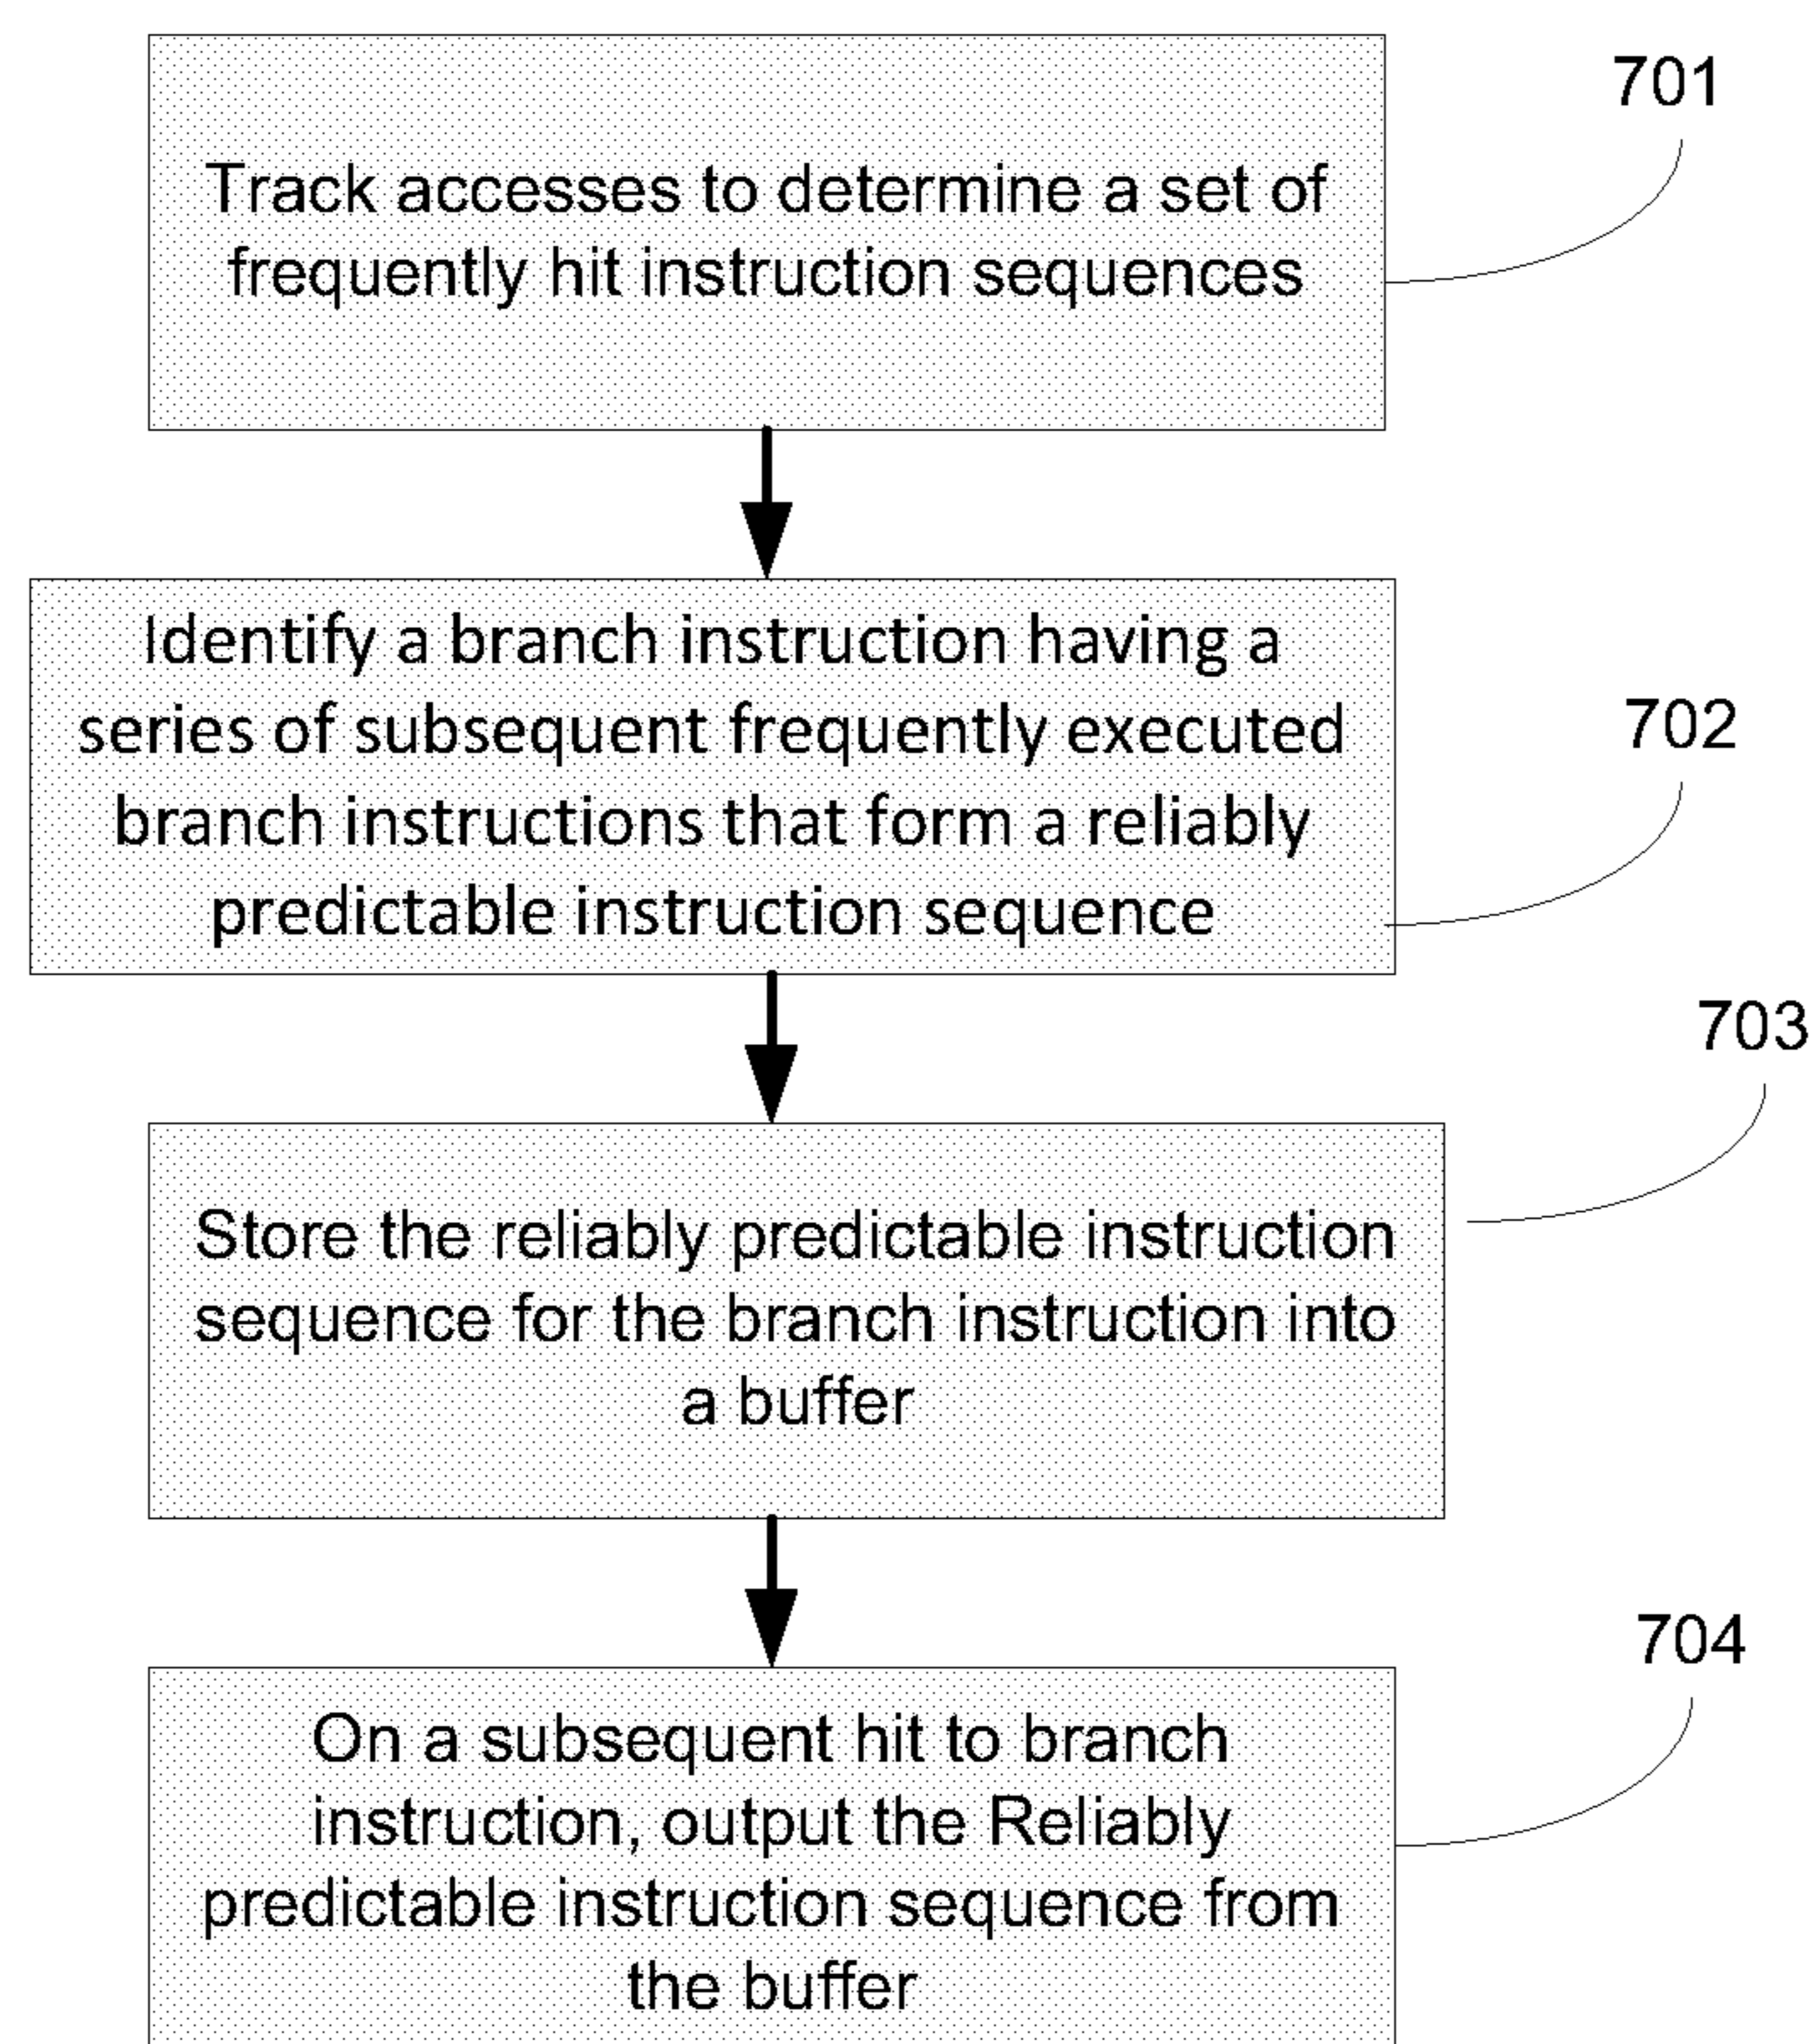 701
Track accesses to determine a set of
frequently hit instruction sequences
Identify a branch instruction having a
series of subsequent frequently executed
branch instructions that form a reliably
predictable instruction sequence
702
703
Store the reliably predictable instruction
sequence for the branch instruction into
a buffer
704
On a subsequent hit to branch
instruction, output the Reliably
predictable instruction sequence from
the buffer